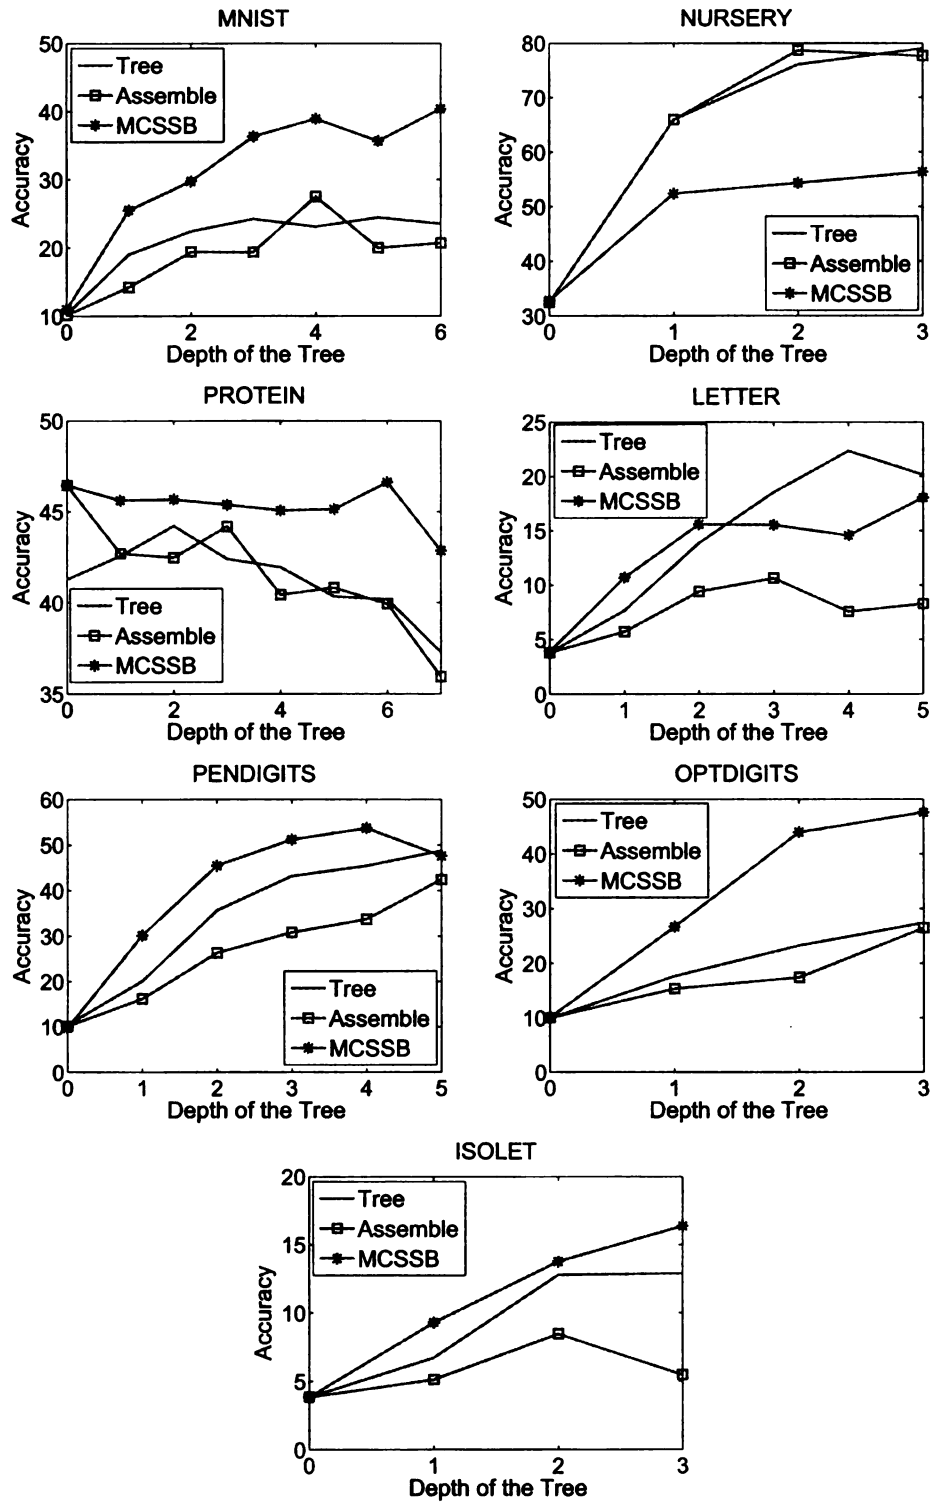 MNIST
50
40
30
20
10
Accuracy
Tree
Assemble
MCSSB
0 2 4 6
Depth of the Tree
NURSERY
80
70
60
50
40
30
Accuracy
Tree
Assemble
MCSSB
0 1 2 3
Depth of the Tree
PROTEIN
50
45
40
35
Accuracy
Tree
Assemble
MCSSB
0 2 4 6
Depth of the Tree
LETTER
25
20
15
10
5
0
Accuracy
Tree
Assemble
MCSSB
0 1 2 3 4 5
Depth of the Tree
PENDIGITS
60
50
40
30
20
10
0
Accuracy
Tree
Assemble
MCSSB
0 1 2 3 4 5
Depth of the Tree
OPTDIGITS
50
40
30
20
10
0
Accuracy
Tree
Assemble
MCSSB
0 1 2 3
Depth of the Tree
ISOLET
20
15
10
5
0
Accuracy
Tree
Assemble
MCSSB
0 1 2 3
Depth of the Tree